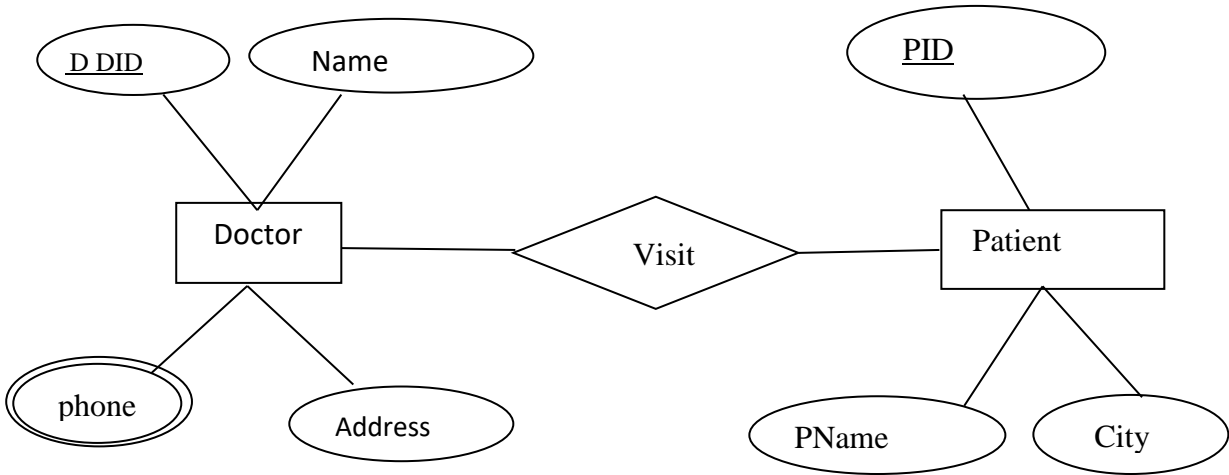 D DID
Name
PID
Doctor
Visit
Patient
phone
Address
PName
City